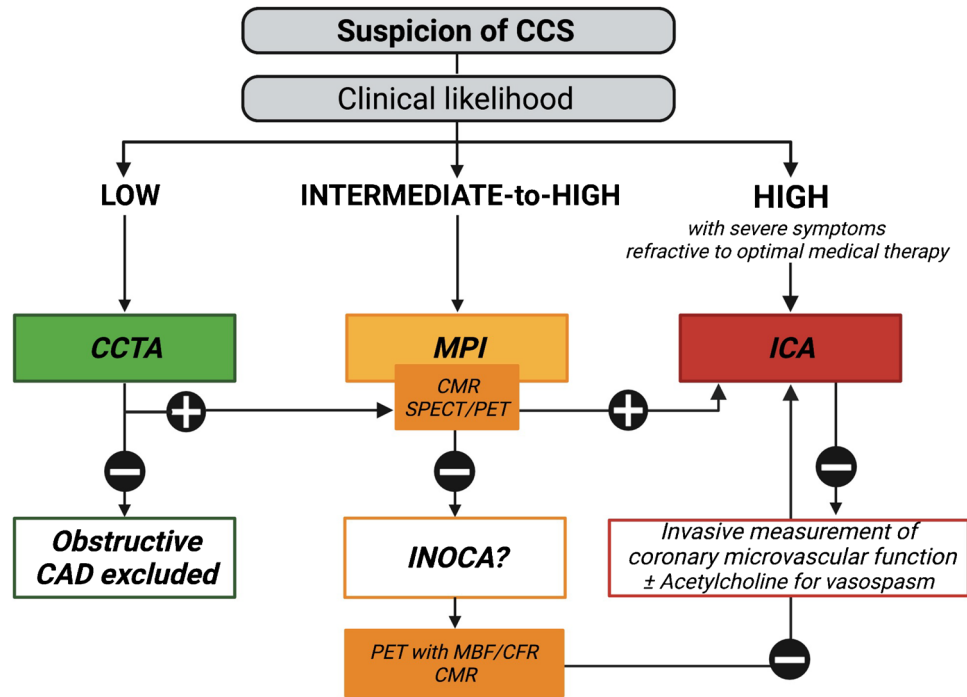 Suspicion of CCS
Clinical likelihood
LOW
INTERMEDIATE-to-HIGH
HIGH
with severe symptoms
refractive to optimal medical therapy
CCTA
MPI
ICA
CMR
SPECT/PET
+
+
−
−
−
Obstructive
CAD excluded
INOCA?
Invasive measurement of
coronary microvascular function
± Acetylcholine for vasospasm
PET with MBF/CFR
CMR
−